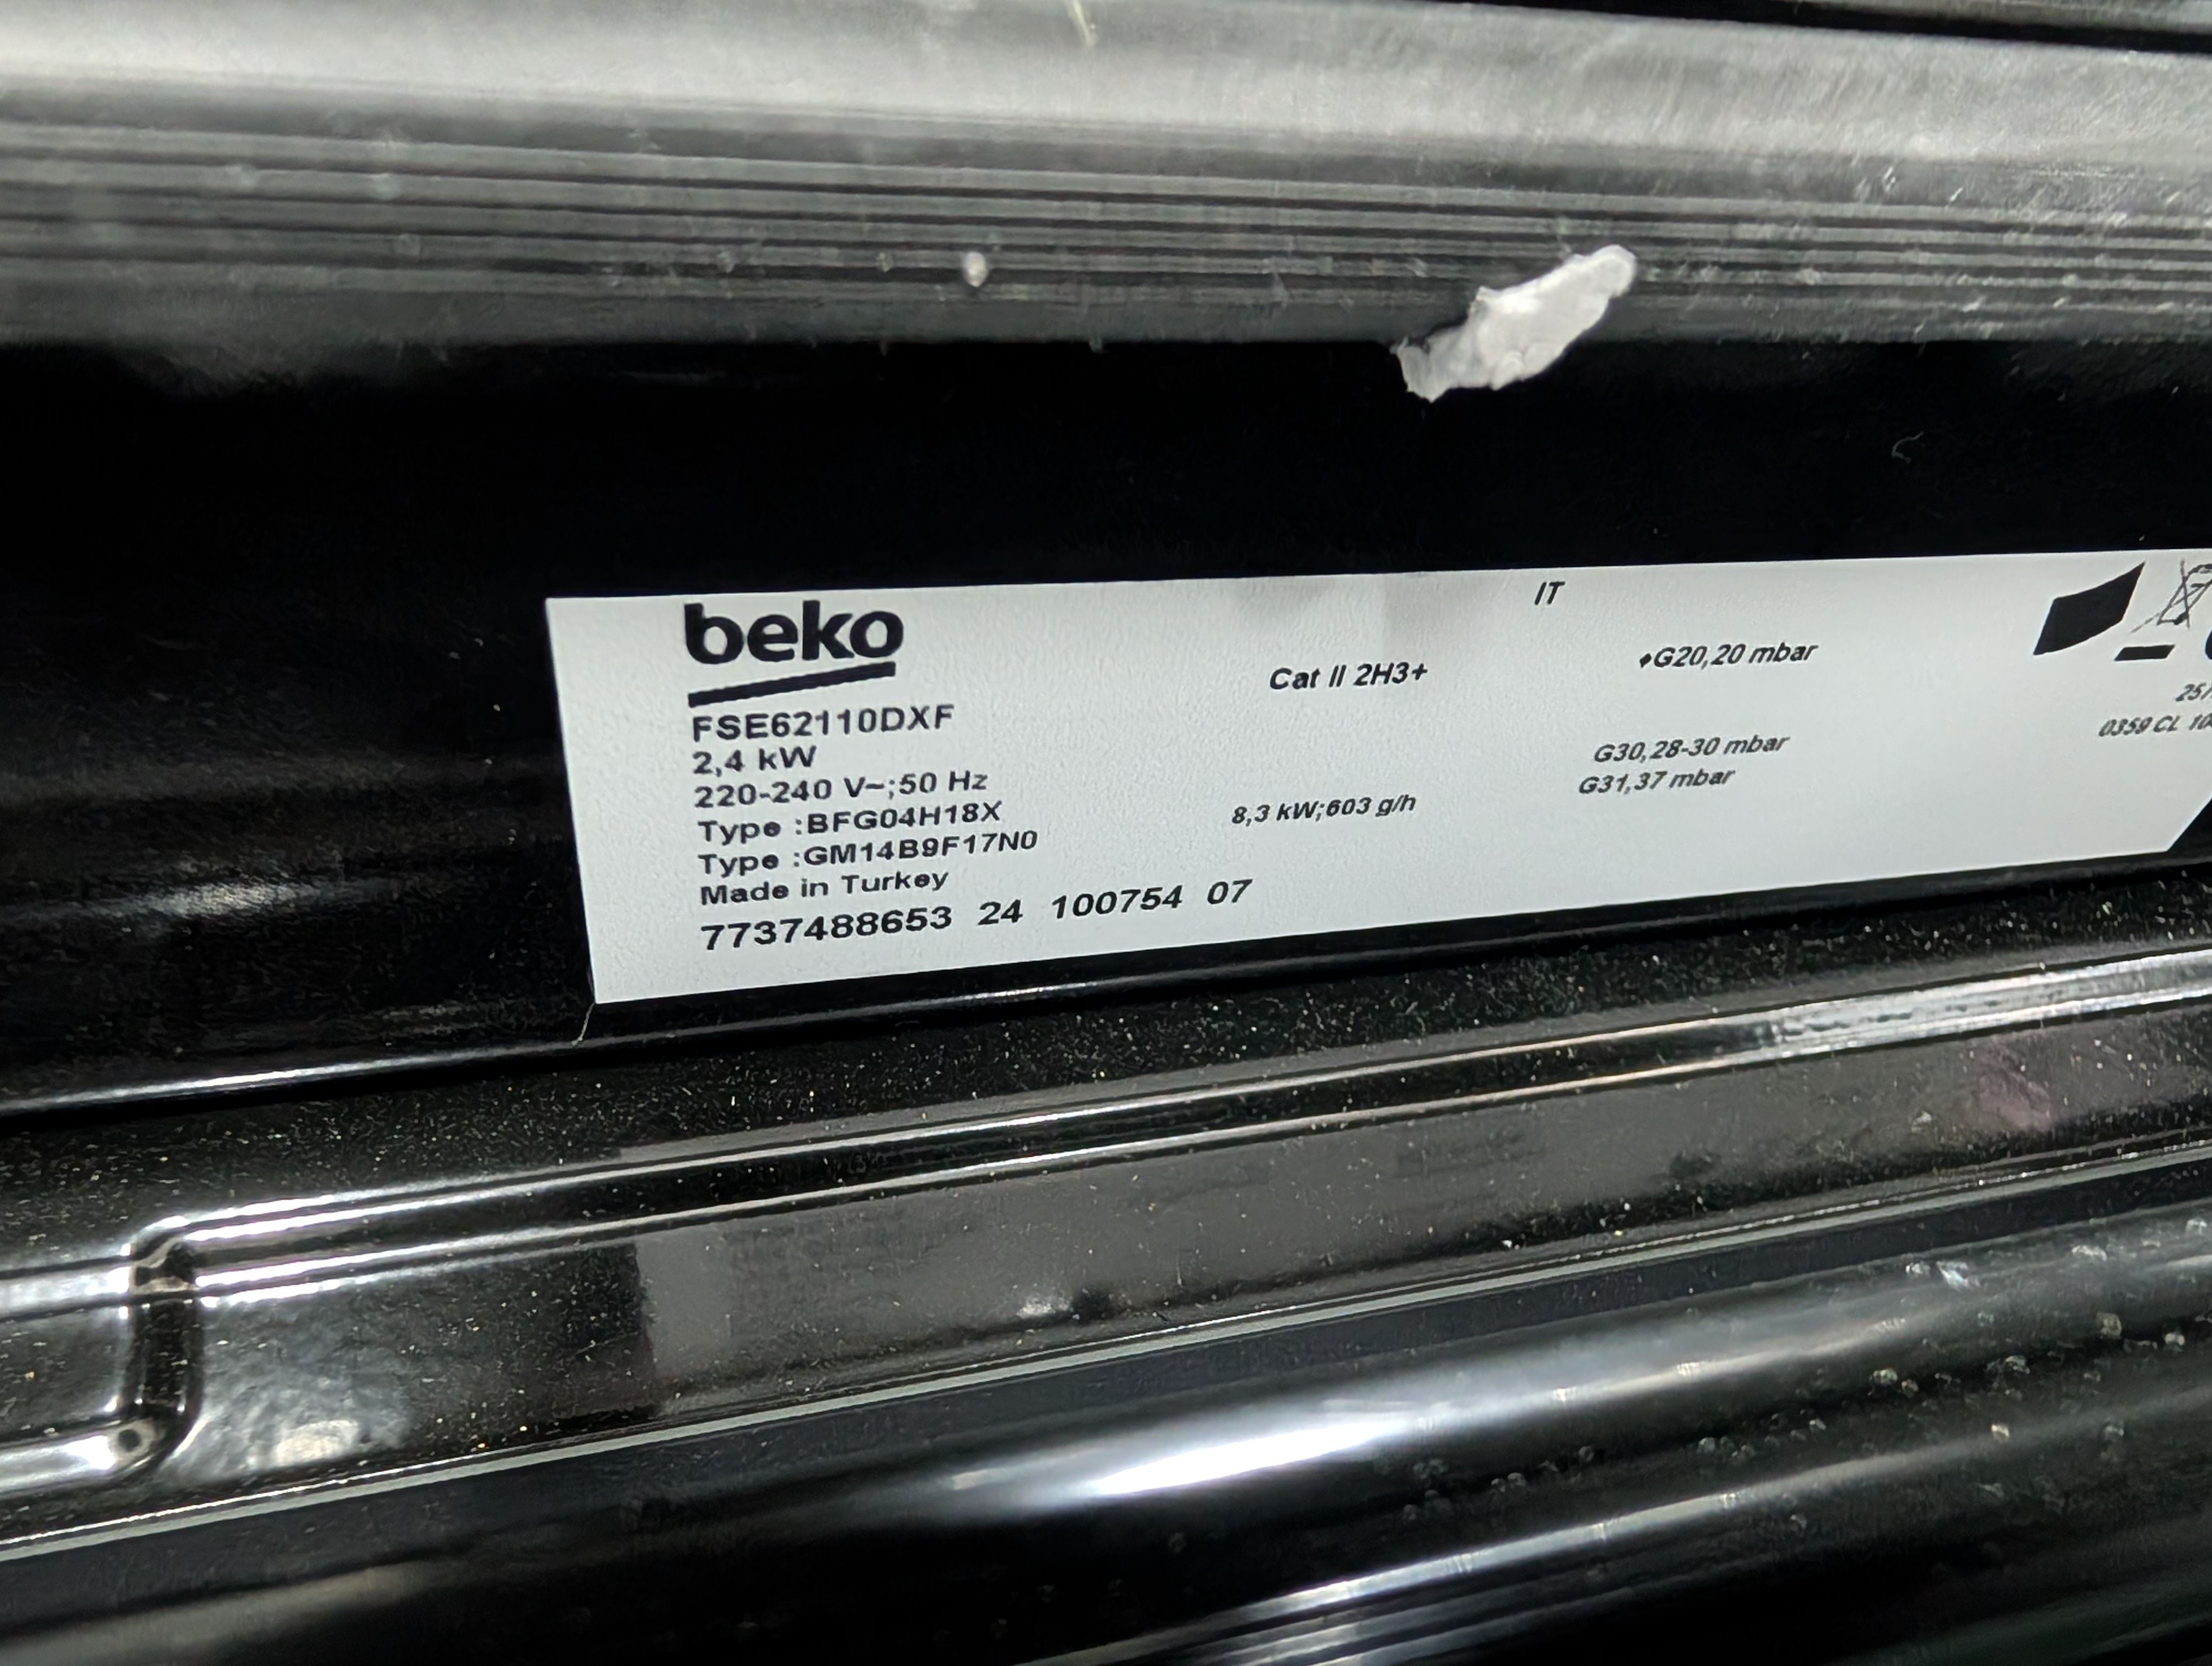 beko
IT
FSE62110DXF
2,4 kW
220-240 V~;50 Hz
Type :BFG04H18X
Type :GM14B9F17N0
Made in Turkey
7737488653 24 100754 07
Cat II 2H3+
8,3 kW;603 g/h
♦G20,20 mbar
G30,28-30 mbar
G31,37 mbar
0359 CL